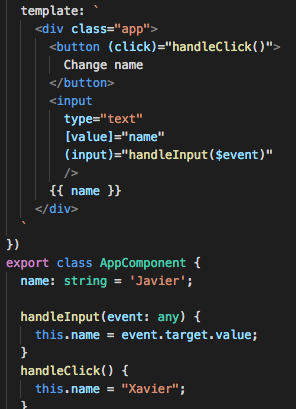 template: `
<div class="app">
<button (click)="handleClick()">
Change name
</button>
<input
type="text"
[value]="name"
(input)="handleInput($event)"
/>
{{ name }}
</div>
`
})
export class AppComponent {
name: string = 'Javier';
handleInput(event: any) {
this.name = event.target.value;
}
handleClick() {
this.name = "Xavier";
}